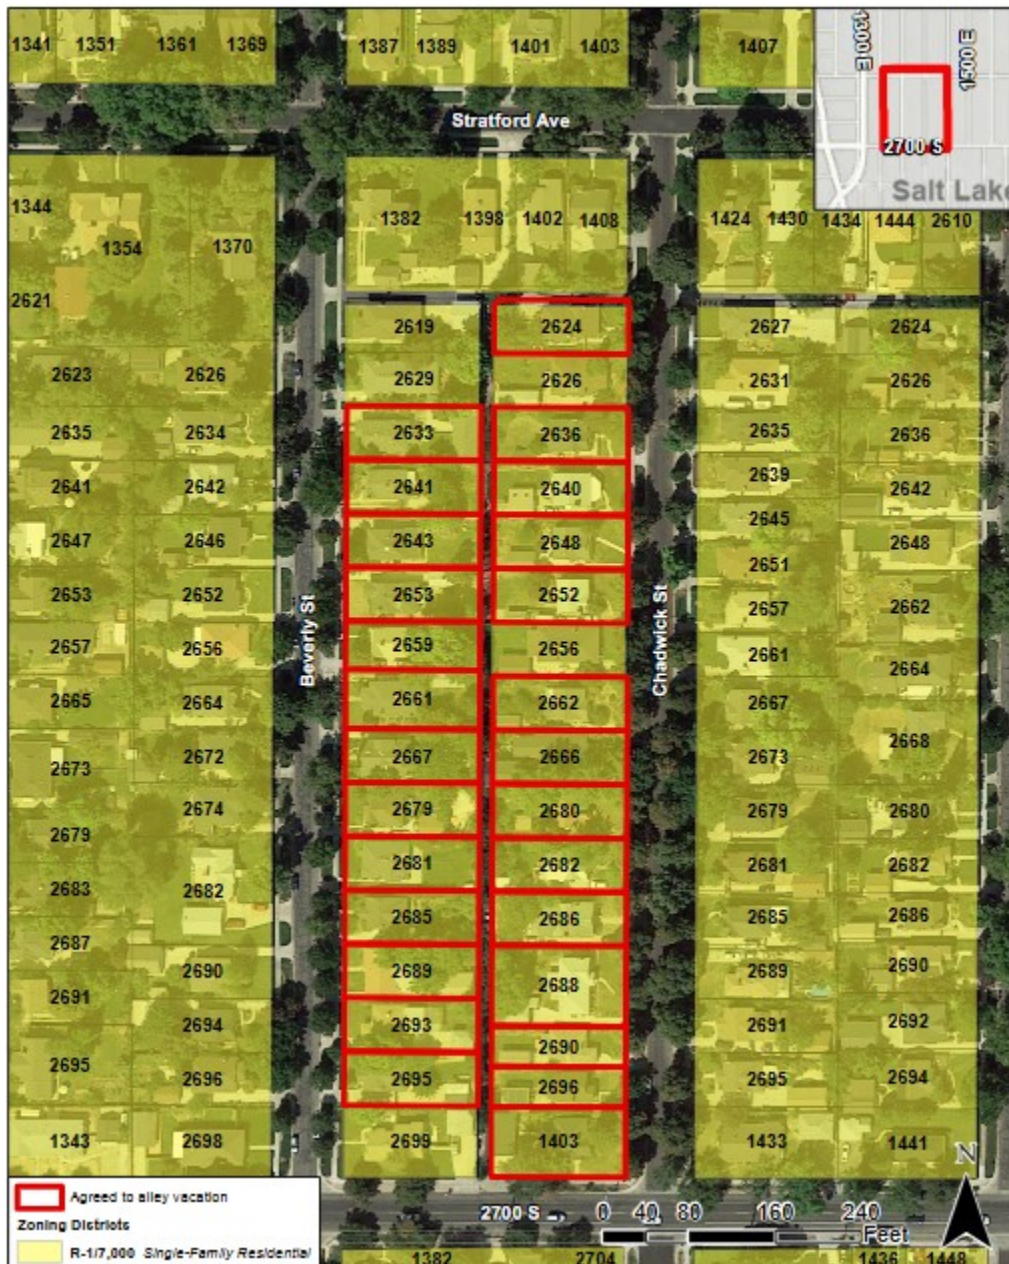 1341 1351 1361 1369 1387 1389 1401 1403 1407
1300 E
1500 E
2700 S
Salt Lake
Stratford Ave
1344 1354 1370 1382 1398 1402 1408 1424 1430 1434 1444 2610
2621 2619 2624 2627 2624
2623 2626 2629 2626 2631 2626
2635 2634 2633 2636 2635 2636
2641 2642 2641 2640 2639 2642
2645
2647 2646 2643 2648 2651 2648
2653 2652 2653 2652 2657 2662
Beverly St
Chadwick St
2657 2656 2659 2656 2661 2664
2665 2664 2661 2662 2667
2673 2672 2667 2666 2673 2668
2679 2674 2679 2680 2679 2680
2683 2682 2681 2682 2681 2682
2687 2685 2686 2685 2686
2691 2690 2689 2688 2689 2690
2694 2693 2690 2691 2692
2695 2696 2695 2696 2695 2694
1343 2698 2699 1403 1433 1441
N
Agreed to alley vacation
Zoning Districts
R-1/7,000 Single-Family Residential
2700 S
0 40 80 160 240
Feet
1382 2704 1436 1448